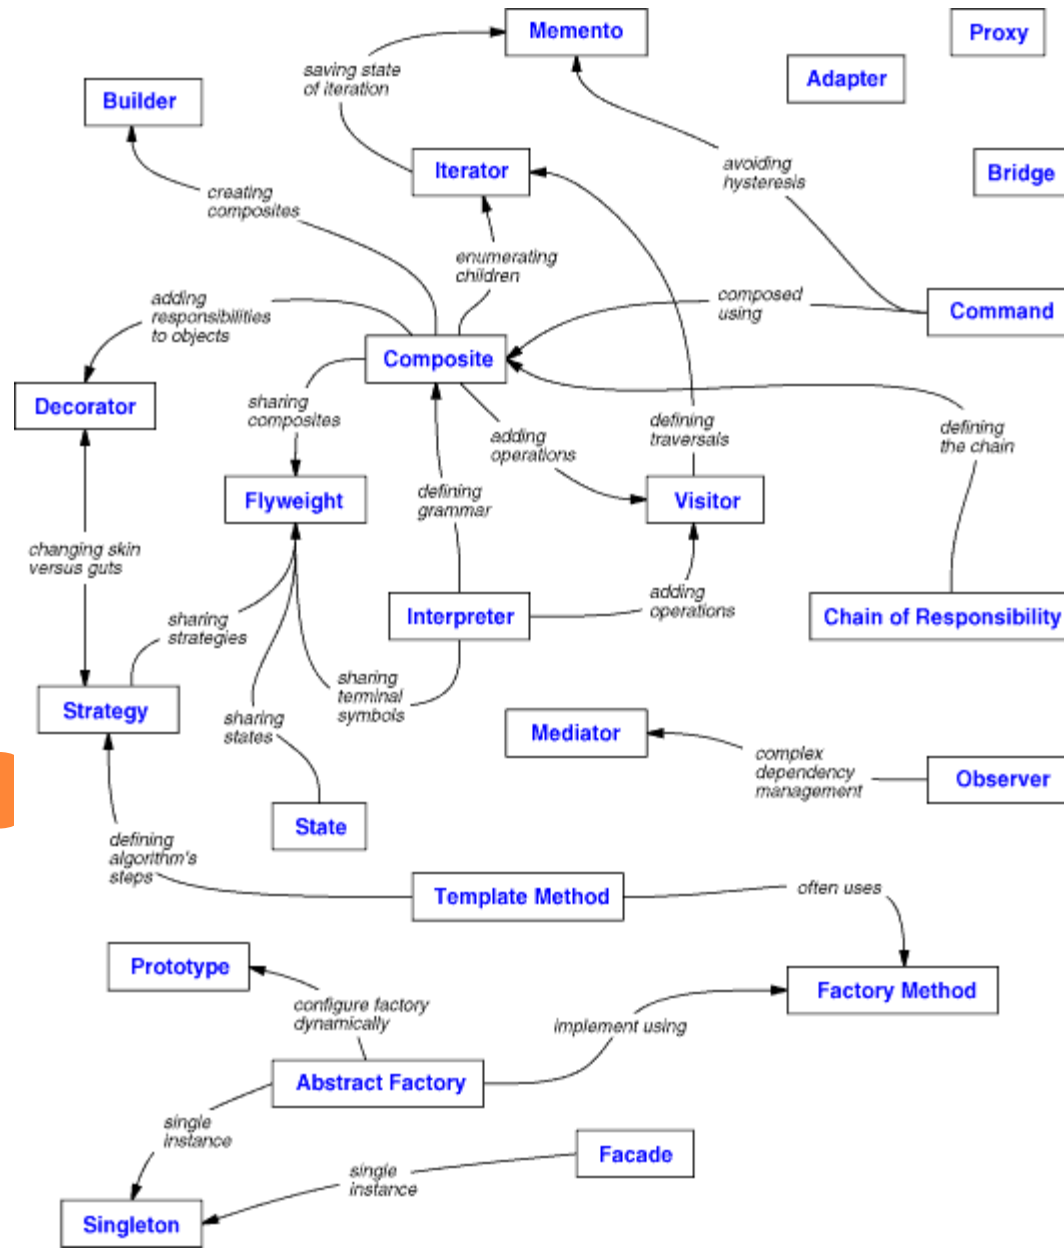 Memento
Proxy
saving state
of iteration
Adapter
Builder
Iterator
avoiding
hysteresis
Bridge
creating
composites
enumerating
children
adding
responsibilities
to objects
composed
using
Command
Composite
Decorator
sharing
composites
adding
operations
defining
traversals
defining
the chain
Flyweight
defining
grammar
Visitor
changing skin
versus guts
sharing
strategies
Interpreter
adding
operations
Chain of Responsibility
Strategy
sharing
states
sharing
terminal
symbols
Mediator
complex
dependency
management
Observer
State
defining
algorithm's
steps
Template Method
often uses
Prototype
configure factory
dynamically
implement using
Factory Method
Abstract Factory
single
instance
Facade
single
instance
Singleton